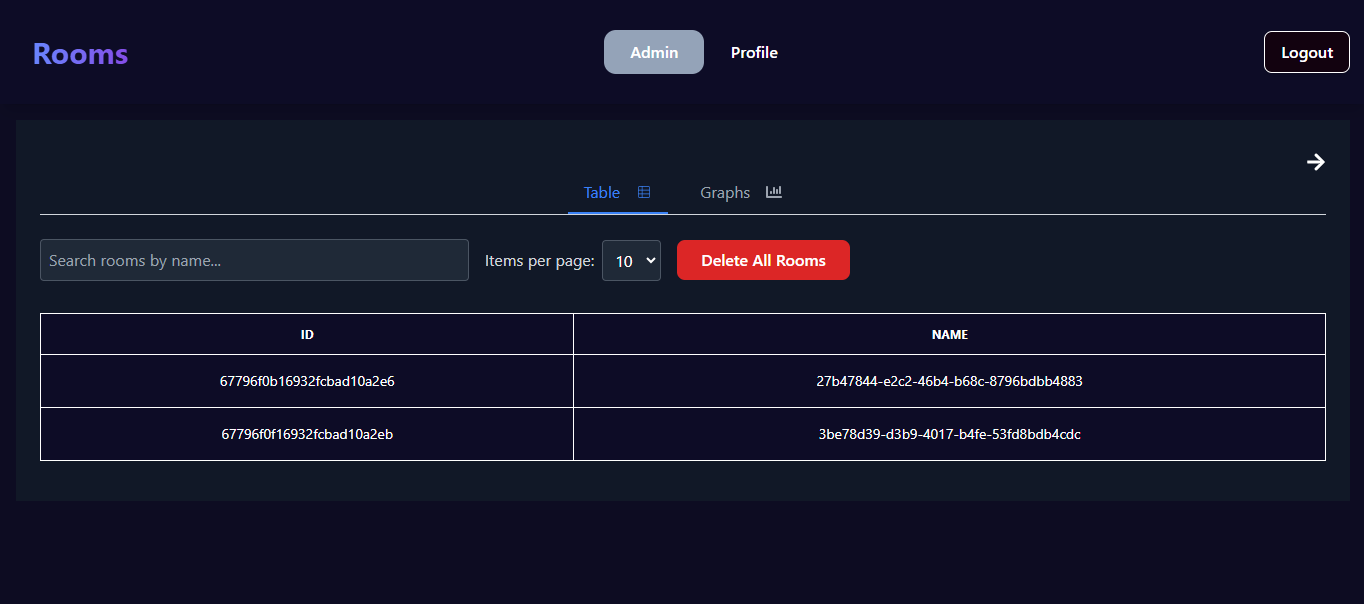 Rooms
Admin Profile
Logout
Table Graphs
Search rooms by name...
Items per page: 10
Delete All Rooms
ID NAME
67796f0b16932fcbad10a2e6 27b47844-e2c2-46b4-b68c-8796bdbb4883
67796f0f16932fcbad10a2eb 3be78d39-d3b9-4017-b4fe-53fd8bdb4cdc